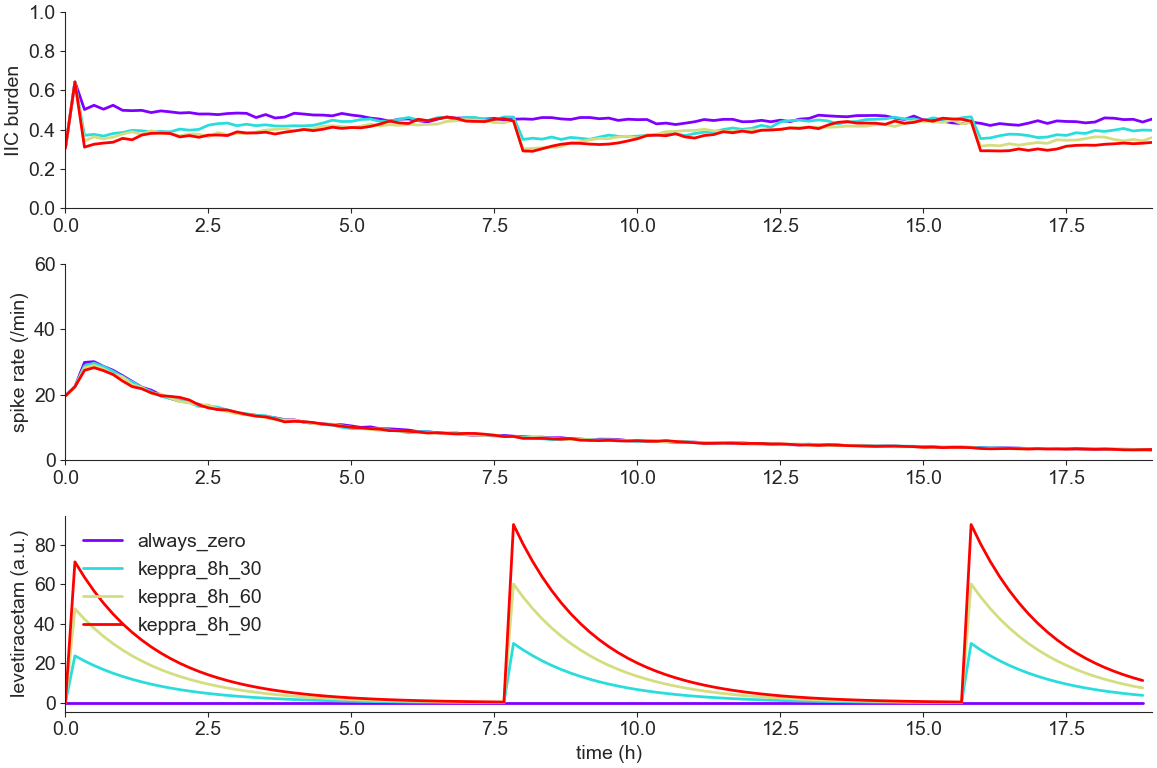 1.0
0.8
0.6
0.4
0.2
0.0
IIC burden
0.0 2.5 5.0 7.5 10.0 12.5 15.0 17.5
60
40
20
0
spike rate (/min)
0.0 2.5 5.0 7.5 10.0 12.5 15.0 17.5
80
60
40
20
0
levetiracetam (a.u.)
always_zero
keppra_8h_30
keppra_8h_60
keppra_8h_90
0.0 2.5 5.0 7.5 10.0 12.5 15.0 17.5
time (h)